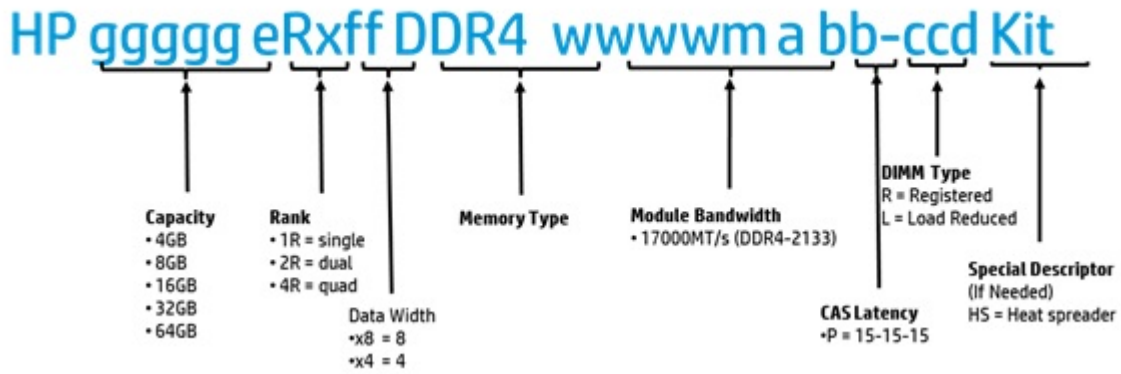 HP ggggg eRxff DDR4 wwwwm a bb-ccd Kit
Capacity
• 4GB
• 8GB
• 16GB
• 32GB
• 64GB
Rank
• 1R = single
• 2R = dual
• 4R = quad
Data Width
•x8 = 8
•x4 = 4
Memory Type
Module Bandwidth
• 17000MT/s (DDR4-2133)
CAS Latency
•P = 15-15-15
DIMM Type
R = Registered
L = Load Reduced
Special Descriptor
(If Needed)
HS = Heat spreader